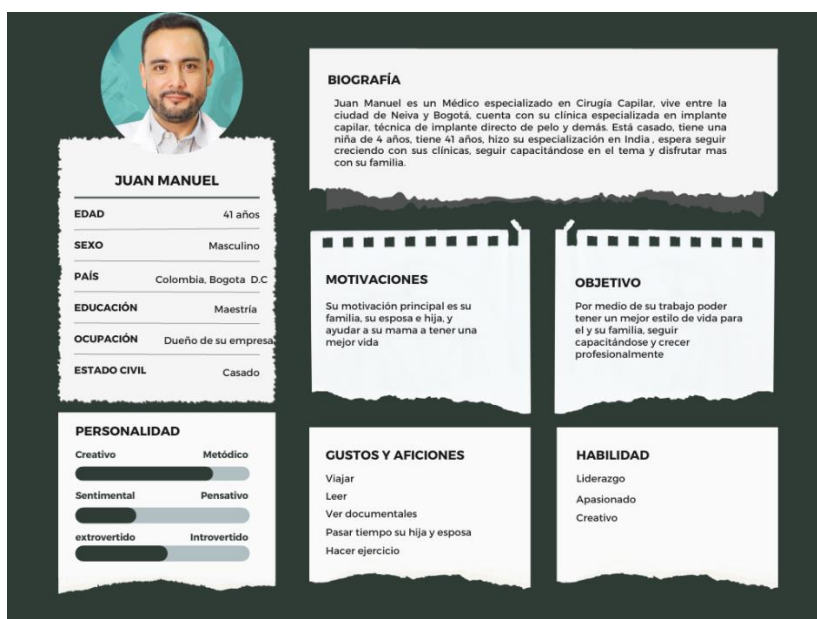 JUAN MANUEL
EDAD 41 años
SEXO Masculino
PAÍS Colombia, Bogota D.C
EDUCACIÓN Maestría
OCUPACIÓN Dueño de su empresa
ESTADO CIVIL Casado
PERSONALIDAD
Creativo Metódico
Sentimental Pensativo
extrovertido Introvertido
BIOGRAFÍA
Juan Manuel es un Médico especializado en Cirugía Capilar, vive entre la
ciudad de Neiva y Bogotá, cuenta con su clínica especializada en implante
capilar, técnica de implante directo de pelo y demás. Está casado, tiene una
niña de 4 años, tiene 41 años, hizo su especialización en India , espera seguir
creciendo con sus clínicas, seguir capacitándose en el tema y disfrutar mas
con su familia.
MOTIVACIONES
Su motivación principal es su
familia, su esposa e hija, y
ayudar a su mama a tener una
mejor vida
OBJETIVO
Por medio de su trabajo poder
tener un mejor estilo de vida para
el y su familia, seguir
capacitándose y crecer
profesionalmente
GUSTOS Y AFICIONES
Viajar
Leer
Ver documentales
Pasar tiempo su hija y esposa
Hacer ejercicio
HABILIDAD
Liderazgo
Apasionado
Creativo